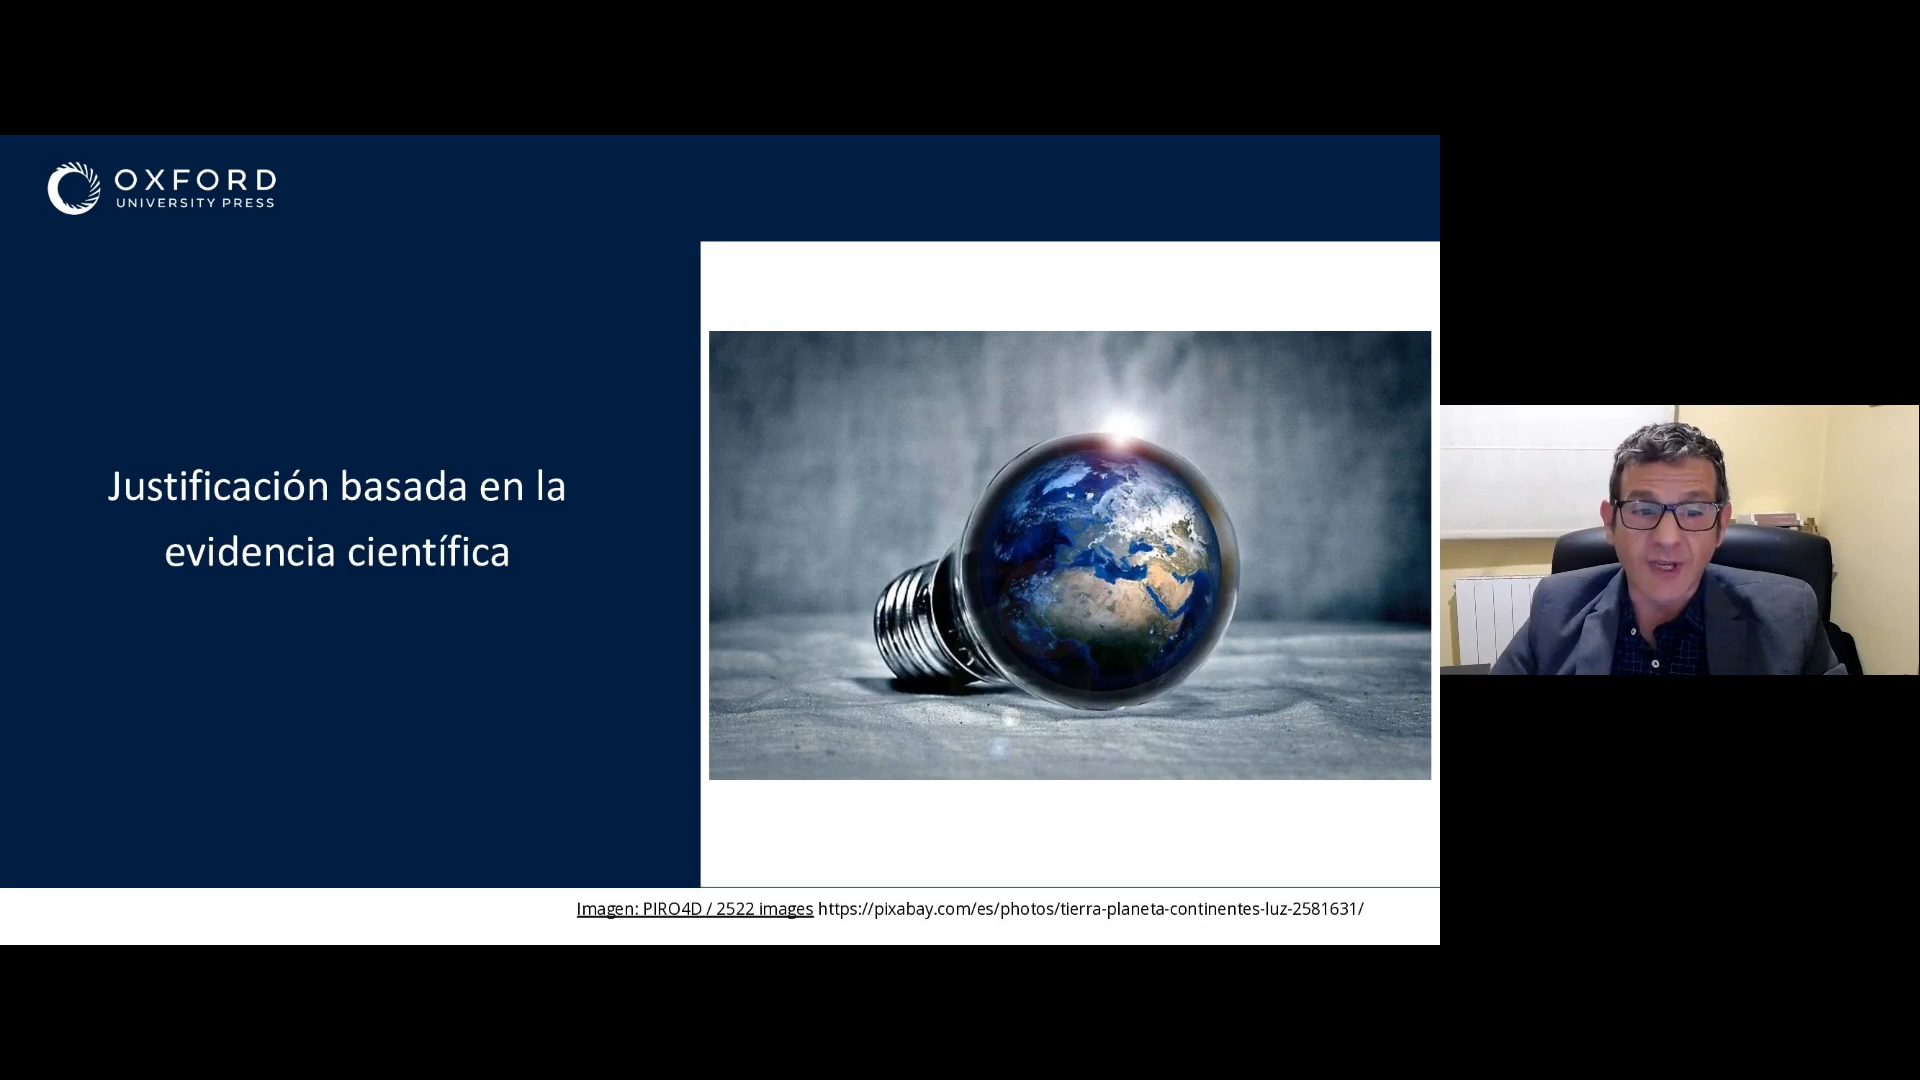 OXFORD
UNIVERSITY PRESS
Justificación basada en la
evidencia científica
Imagen: PIRO4D / 2522 images https://pixabay.com/es/photos/tierra-planeta-continentes-luz-2581631/